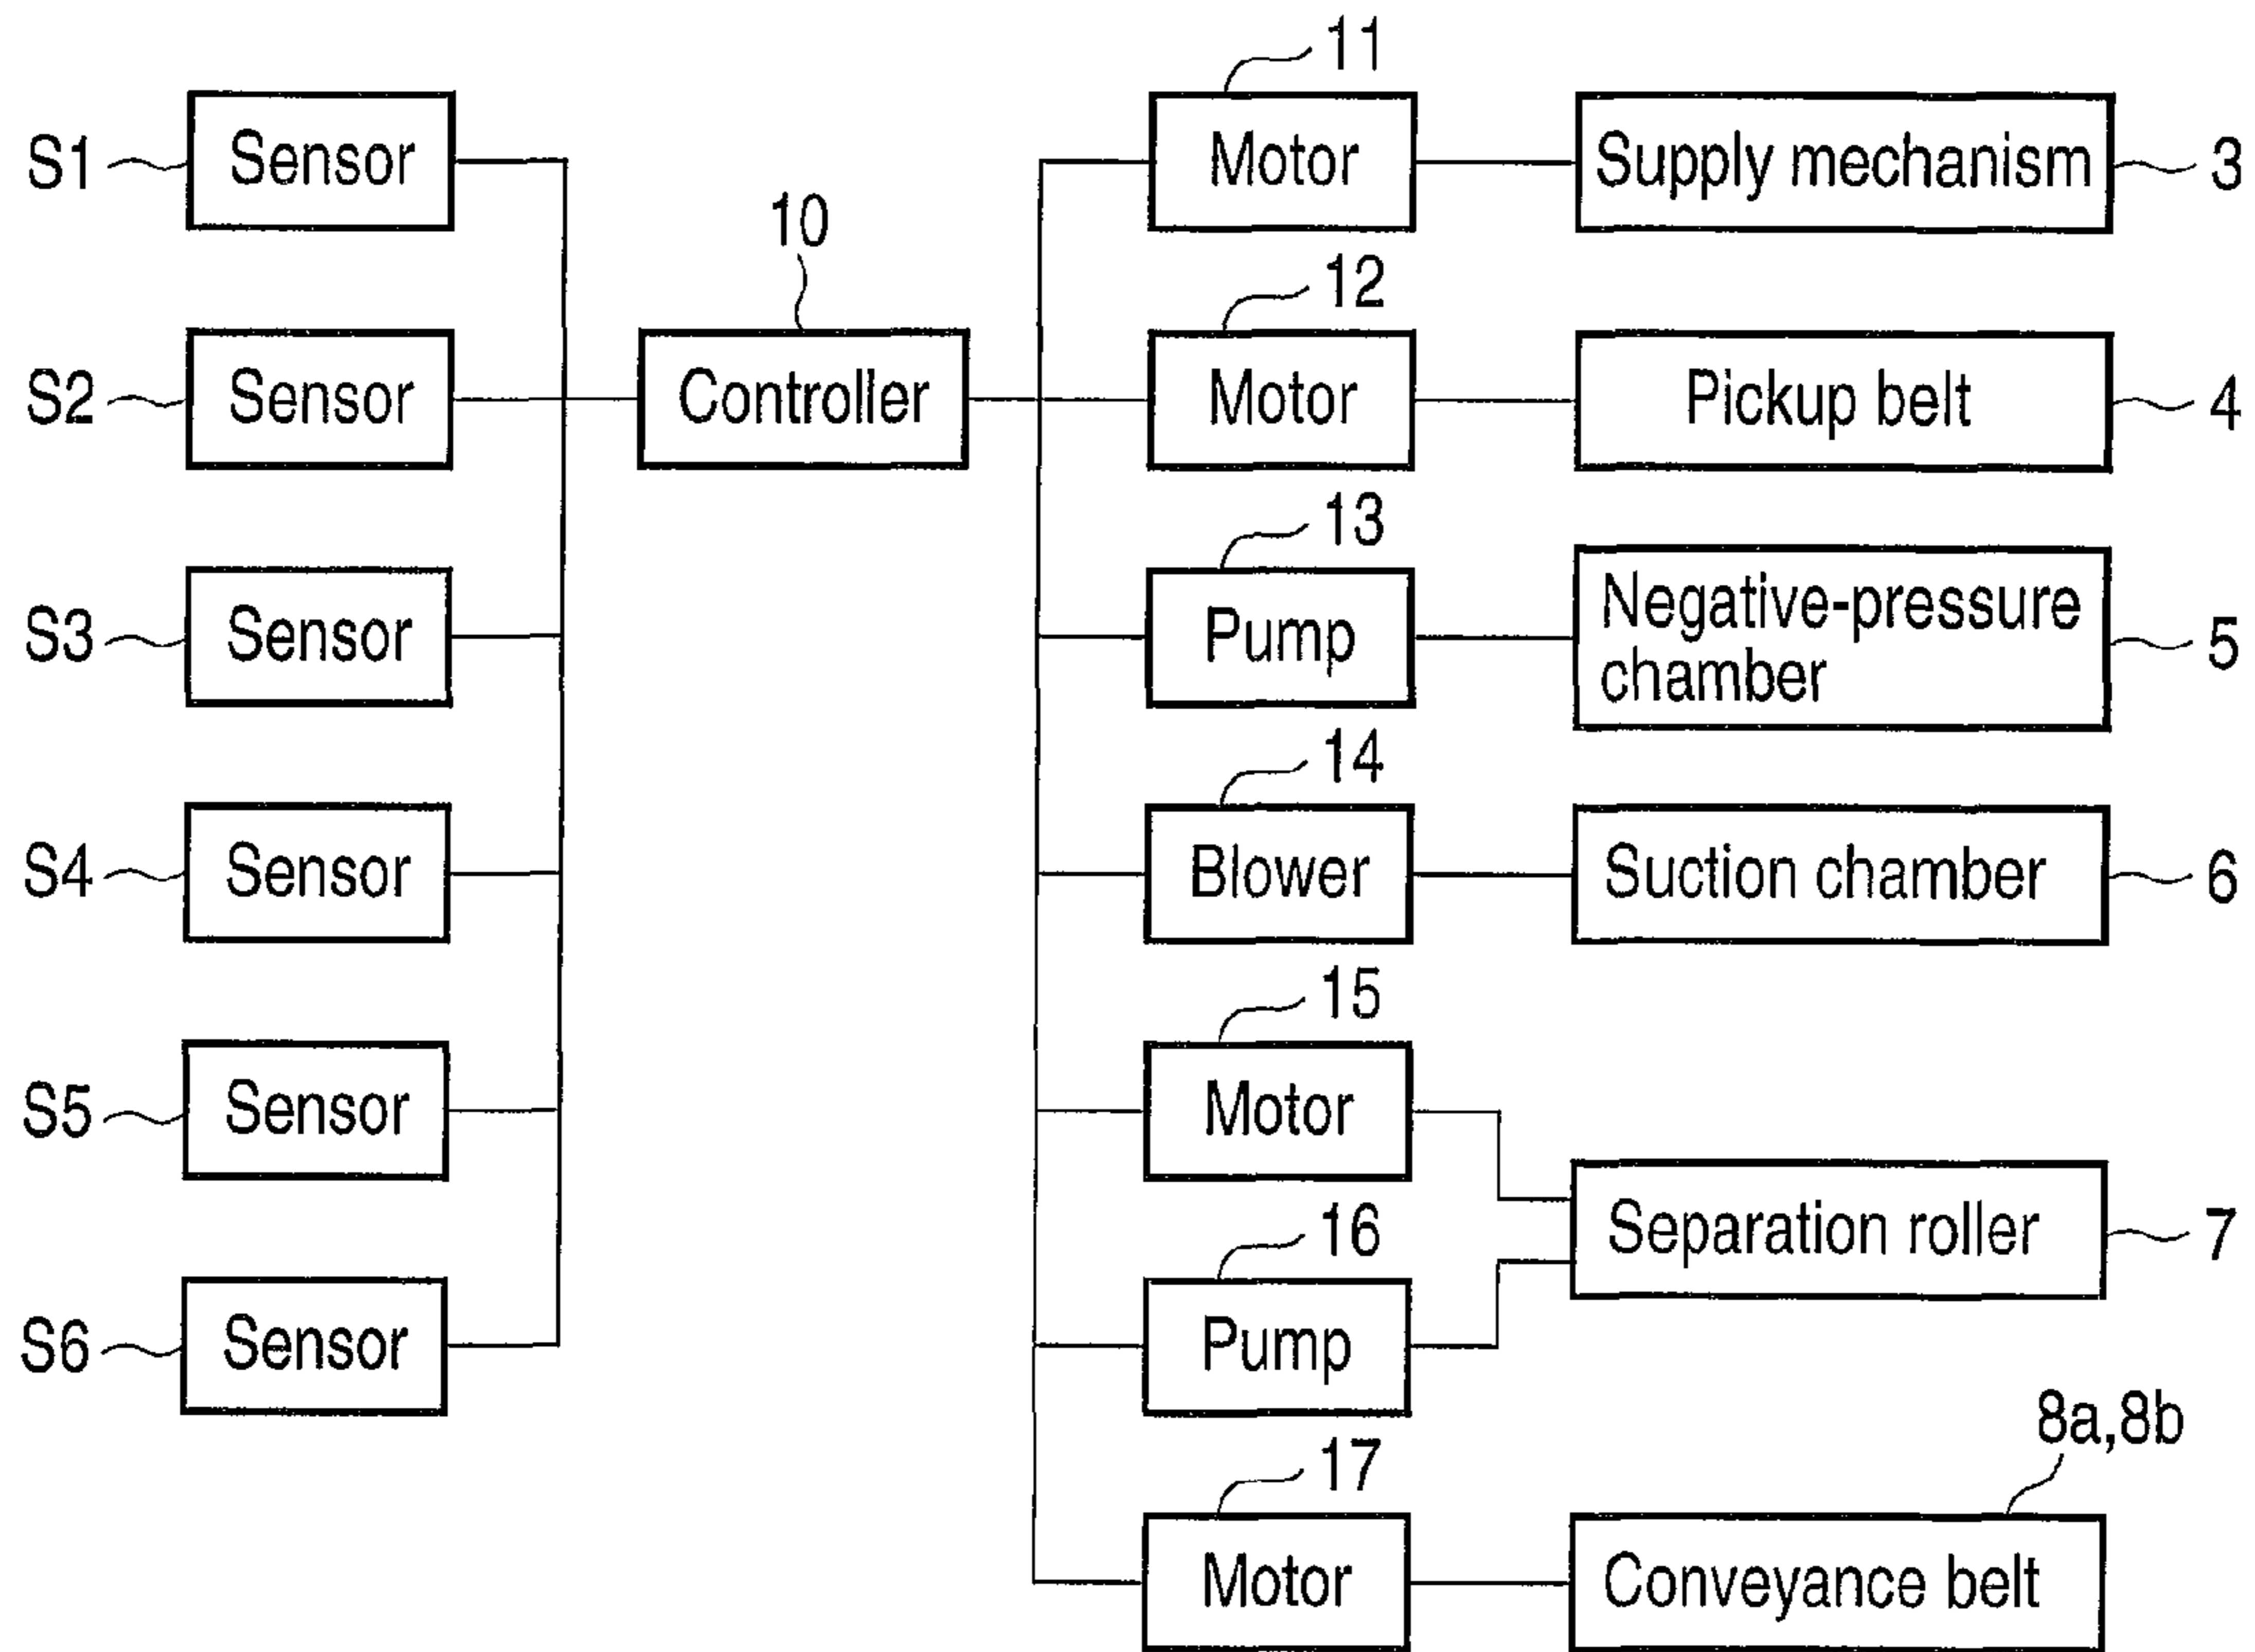 11
S1 Sensor Motor Supply mechanism 3
10
12
S2 Sensor Controller Motor Pickup belt 4
13
S3 Sensor Pump Negative-pressure
chamber 5
14
S4 Sensor Blower Suction chamber 6
15
S5 Sensor Motor
16
Separation roller 7
S6 Sensor Pump
8a,8b
17
Motor Conveyance belt